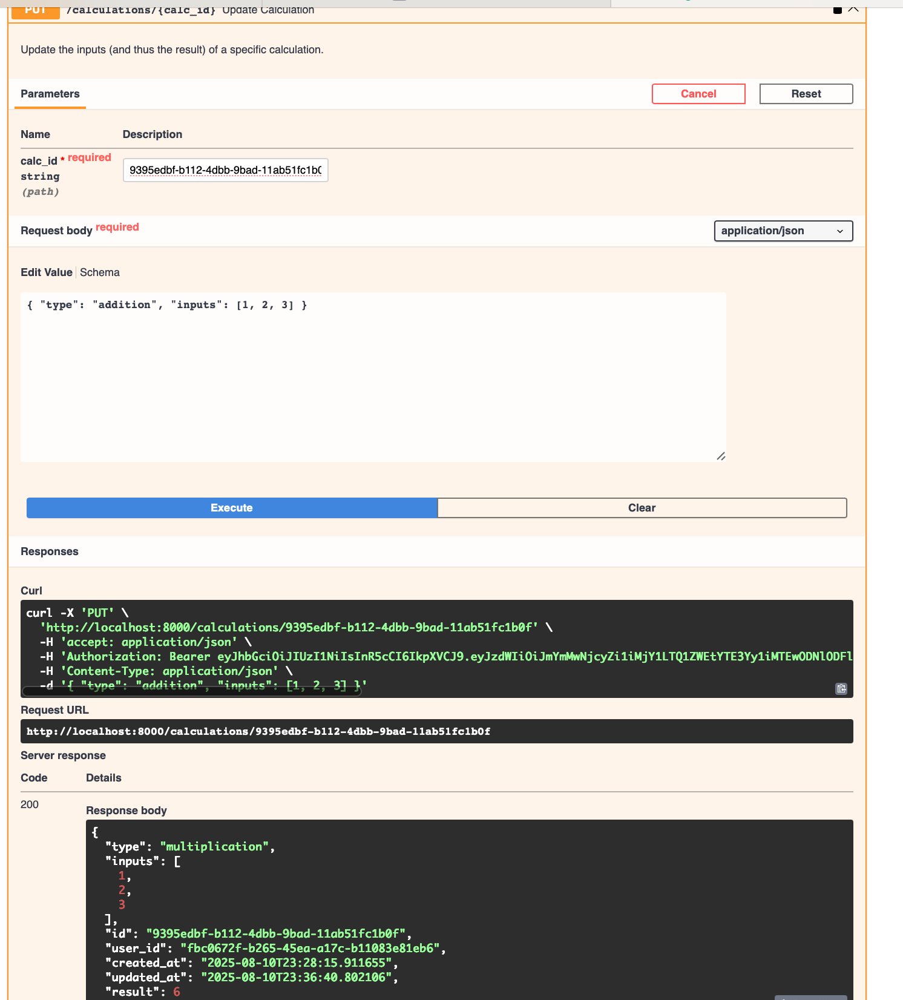 PUT /calculations/{calc_id} Update Calculation
Update the inputs (and thus the result) of a specific calculation.
Parameters
Cancel
Reset
Name Description
calc_id * required
string
(path)
9395edbf-b112-4dbb-9bad-11ab51fc1b0
Request body required
application/json
Edit Value Schema
{ "type": "addition", "inputs": [1, 2, 3] }
Execute
Clear
Responses
Curl
curl -X 'PUT' \
'http://localhost:8000/calculations/9395edbf-b112-4dbb-9bad-11ab51fc1b0f' \
-H 'accept: application/json' \
-H 'Authorization: Bearer eyJhbGciOiJIUzI1NiIsInR5cCI6IkpXVCJ9.eyJzdWIiOiJmYmMwNjcyZi1iMjY1LTQ1ZWEtYTE3Yy1iMTEwODNlODFl
-H 'Content-Type: application/json' \
-d '{ "type": "addition", "inputs": [1, 2, 3] }'
Request URL
http://localhost:8000/calculations/9395edbf-b112-4dbb-9bad-11ab51fc1b0f
Server response
Code Details
200
Response body
{
"type": "multiplication",
"inputs": [
1,
2,
3
],
"id": "9395edbf-b112-4dbb-9bad-11ab51fc1b0f",
"user_id": "fbc0672f-b265-45ea-a17c-b11083e81eb6",
"created_at": "2025-08-10T23:28:15.911655",
"updated_at": "2025-08-10T23:36:40.802106",
"result": 6